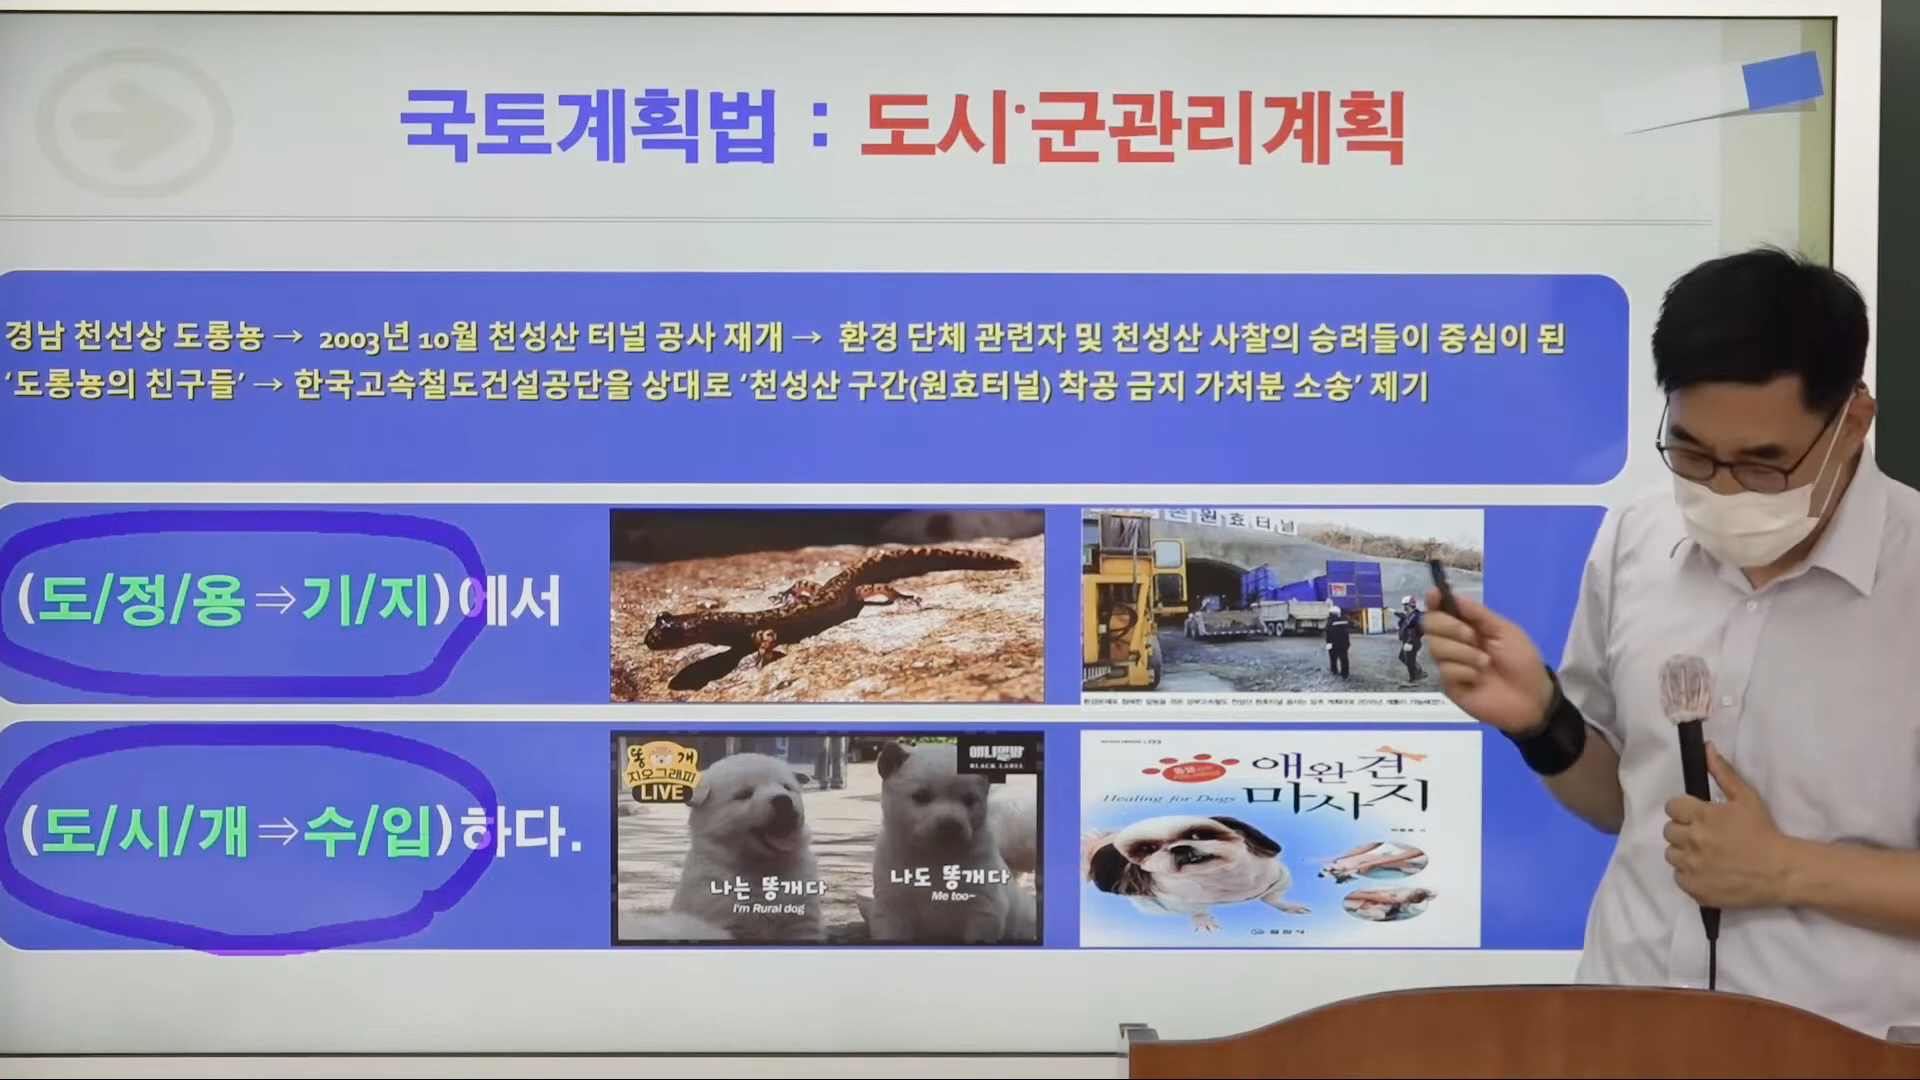 국토계획법 : 도시·군관리계획
경남 천선상 도롱뇽 → 2003년 10월 천성산 터널 공사 재개 → 환경 단체 관련자 및 천성산 사찰의 승려들이 중심이 된
‘도롱뇽의 친구들’ → 한국고속철도건설공단을 상대로 ‘천성산 구간(원효터널) 착공 금지 가처분 소송’ 제기
(도/정/용⇒기/지)에서
원효터널
(도/시/개⇒수/입)하다.
똥개
지오그래피
LIVE
애니멀봐
BLACK LABEL
나는 똥개다
I'm Rural dog
나도 똥개다
Me too~
애완견
마사지
Healing for Dogs